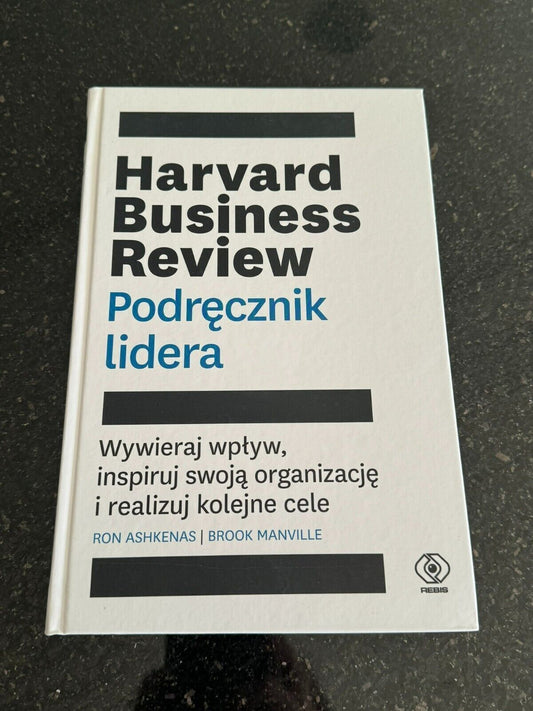 Harvard
Business
Review
Podręcznik
lidera
Wywieraj wpływ,
inspiruj swoją organizację
i realizuj kolejne cele
RON ASHKENAS | BROOK MANVILLE
REBIS